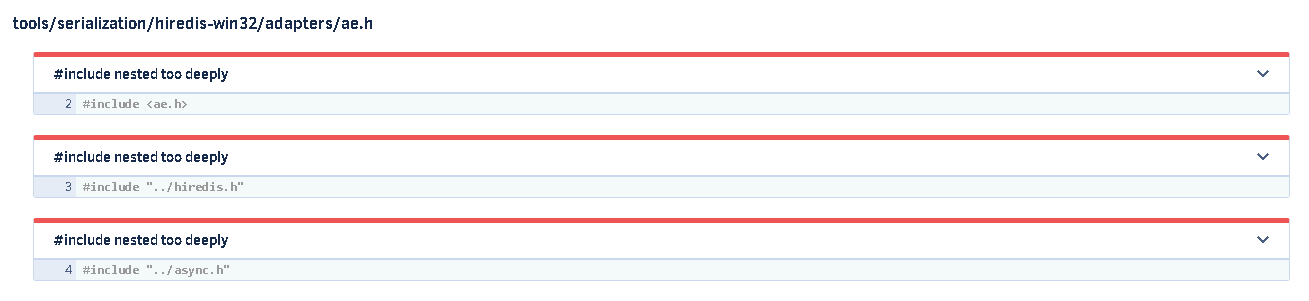 tools/serialization/hiredis-win32/adapters/ae.h
#include nested too deeply
2 #include <ae.h>
#include nested too deeply
3 #include "../hiredis.h"
#include nested too deeply
4 #include "../async.h"